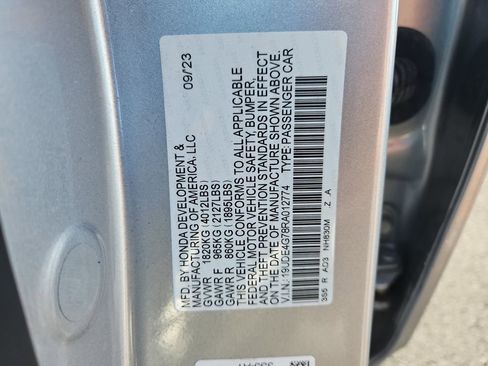 MFD. BY HONDA DEVELOPMENT & 09/23
MANUFACTURING OF AMERICA, LLC
GVWR 1820KG (4012LBS)
GAWR F 965KG (2127LBS)
GAWR R 860KG (1895LBS)
THIS VEHICLE CONFORMS TO ALL APPLICABLE
FEDERAL MOTOR VEHICLE SAFETY, BUMPER,
AND THEFT PREVENTION STANDARDS IN EFFECT
ON THE DATE OF MANUFACTURE SHOWN ABOVE.
V.I.N.: 19UDE4G78RA012774 TYPE: PASSENGER CAR
3S5 R AD3 NH830M Z A